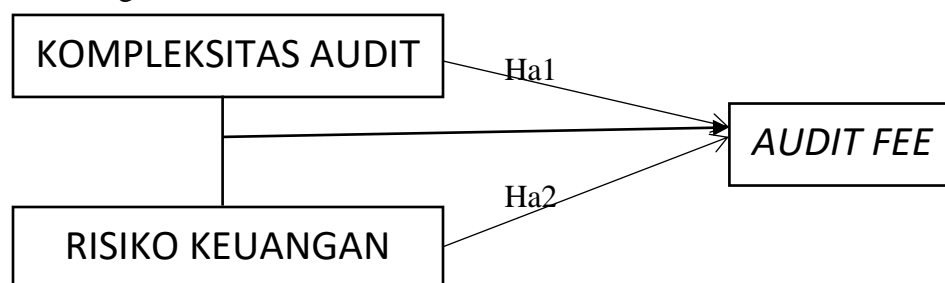 KOMPLEKSITAS AUDIT
Ha1
AUDIT FEE
Ha2
RISIKO KEUANGAN